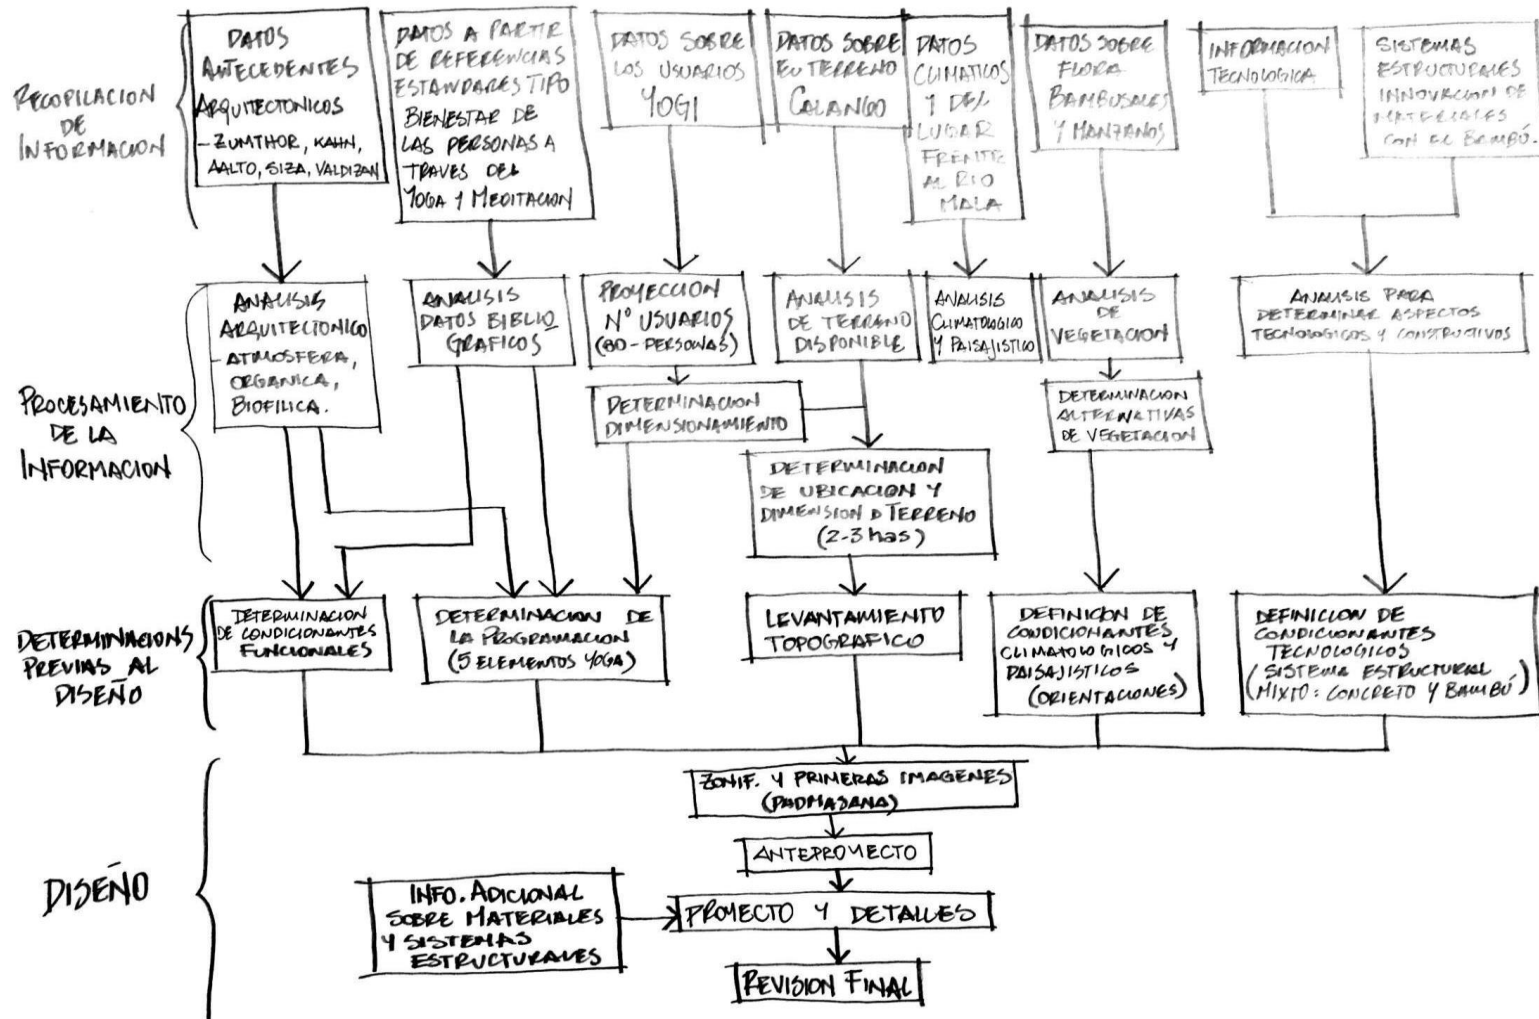 RECOPILACION
DE
INFORMACION
DATOS
ANTECEDENTES
ARQUITECTONICOS
- ZUMTHOR, KAHN,
AALTO, SIZA, VALDIZAN
DATOS A PARTIR
DE REFERENCIAS
ESTANDARES TIPO
BIENESTAR DE
LAS PERSONAS A
TRAVES DEL
YOGA Y MEDITACION
DATOS SOBRE
LOS USUARIOS
YOGI
DATOS SOBRE
EL TERRENO
CALANGO
DATOS
CLIMATICOS
Y DEL
LUGAR
FRENTE
AL RIO
MALA
DATOS SOBRE
FLORA
BAMBUSALES
Y MANZANOS
INFORMACION
TECNOLOGICA
SISTEMAS
ESTRUCTURALES
INNOVACION DE
MATERIALES
CON EL BAMBÚ.
PROCESAMIENTO
DE LA
INFORMACION
ANALISIS
ARQUITECTONICO
- ATMOSFERA,
ORGANICA,
BIOFILICA.
ANALISIS
DATOS BIBLIO
GRAFICOS
PROYECCION
Nº USUARIOS
(80 - PERSONAS)
ANALISIS
DE TERRENO
DISPONIBLE
ANALISIS
CLIMATOLOGICO
Y PAISAJISTICO
ANALISIS
DE
VEGETACION
ANALISIS PARA
DETERMINAR ASPECTOS
TECNOLOGICOS Y CONSTRUCTIVOS
DETERMINACION
DIMENSIONAMIENTO
DETERMINACION
ALTERNATIVAS
DE VEGETACION
DETERMINACION
DE UBICACION Y
DIMENSION D TERRENO
(2-3 has)
DETERMINACIONS
PREVIAS AL
DISEÑO
DETERMINACION
DE CONDICIONANTES
FUNCIONALES
DETERMINACION DE
LA PROGRAMACION
(5 ELEMENTOS YOGA)
LEVANTAMIENTO
TOPOGRAFICO
DEFINICION DE
CONDICIONANTES
CLIMATOLOGICOS Y
PAISAJISTICOS
(ORIENTACIONES)
DEFINICION DE
CONDICIONANTES
TECNOLOGICOS
(SISTEMA ESTRUCTURAL
MIXTO: CONCRETO Y BAMBÚ)
DISEÑO
ZONIF. Y PRIMERAS IMAGENES
(PADMASANA)
ANTEPROYECTO
INFO. ADICIONAL
SOBRE MATERIALES
Y SISTEMAS
ESTRUCTURALES
PROYECTO Y DETALLES
REVISION FINAL